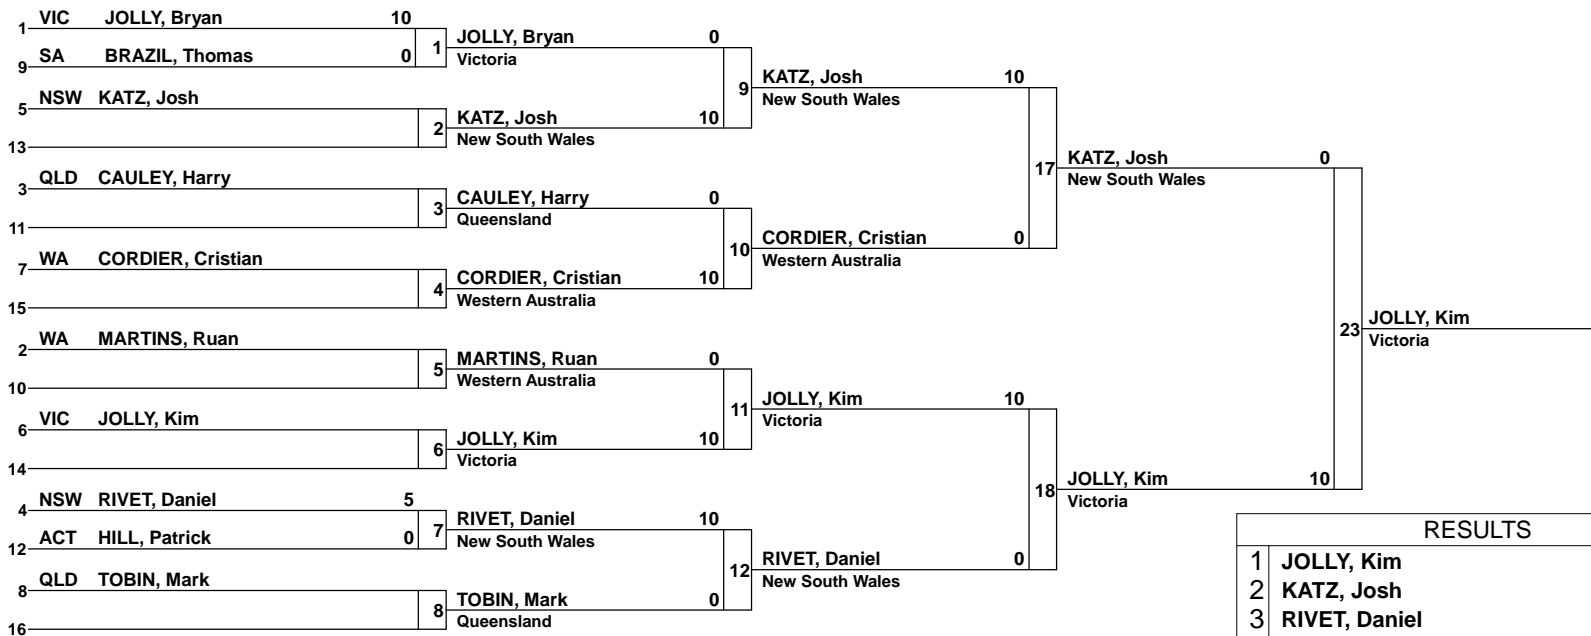 1 VIC JOLLY, Bryan 10
9 SA BRAZIL, Thomas 0
1 JOLLY, Bryan 0
Victoria
5 NSW KATZ, Josh
13
2 KATZ, Josh 10
New South Wales
9 KATZ, Josh 10
New South Wales
3 QLD CAULEY, Harry
11
3 CAULEY, Harry 0
Queensland
7 WA CORDIER, Cristian
15
4 CORDIER, Cristian 10
Western Australia
10 CORDIER, Cristian 0
Western Australia
17 KATZ, Josh 0
New South Wales
2 WA MARTINS, Ruan
10
5 MARTINS, Ruan 0
Western Australia
6 VIC JOLLY, Kim
14
6 JOLLY, Kim 10
Victoria
11 JOLLY, Kim 10
Victoria
4 NSW RIVET, Daniel 5
12 ACT HILL, Patrick 0
7 RIVET, Daniel 10
New South Wales
8 QLD TOBIN, Mark
16
8 TOBIN, Mark 0
Queensland
12 RIVET, Daniel 0
New South Wales
18 JOLLY, Kim 10
Victoria
23 JOLLY, Kim
Victoria
RESULTS
1 JOLLY, Kim
2 KATZ, Josh
3 RIVET, Daniel